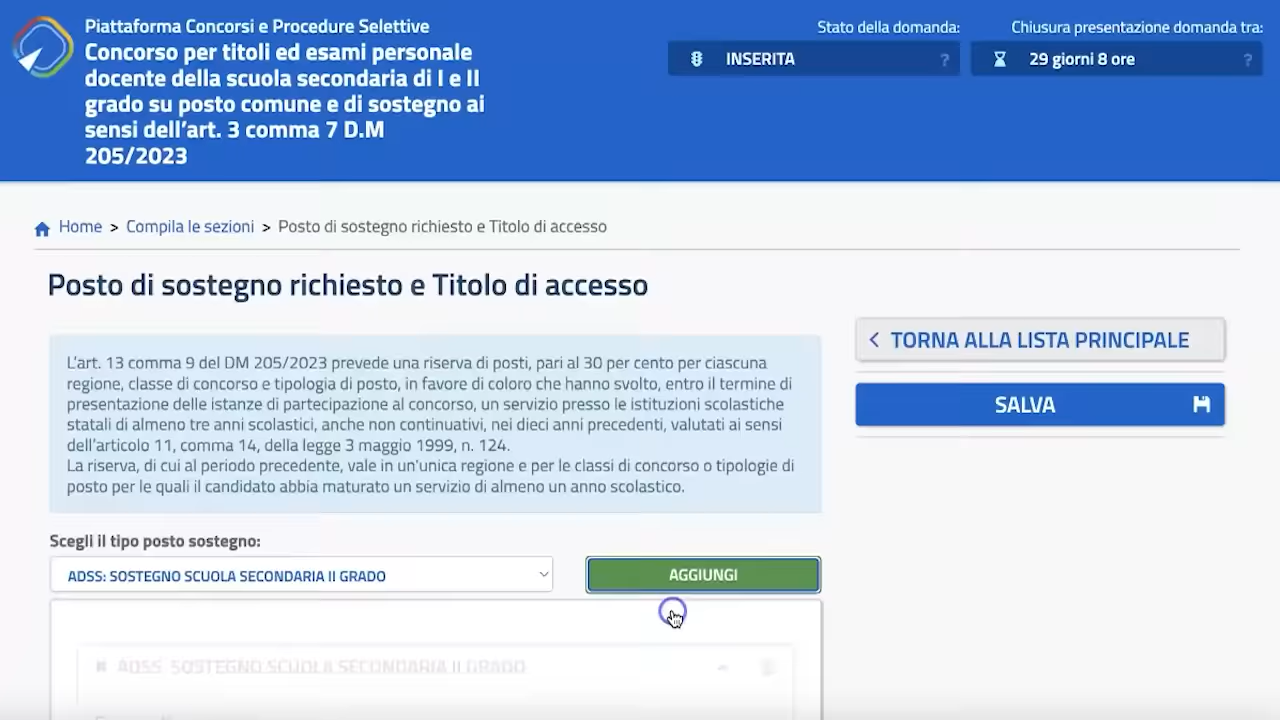 Piattaforma Concorsi e Procedure Selettive
Concorso per titoli ed esami personale
docente della scuola secondaria di I e II
grado su posto comune e di sostegno ai
sensi dell'art. 3 comma 7 D.M
205/2023
Stato della domanda:
INSERITA ?
Chiusura presentazione domanda tra:
29 giorni 8 ore ?
Home > Compila le sezioni > Posto di sostegno richiesto e Titolo di accesso
Posto di sostegno richiesto e Titolo di accesso
L'art. 13 comma 9 del DM 205/2023 prevede una riserva di posti, pari al 30 per cento per ciascuna
regione, classe di concorso e tipologia di posto, in favore di coloro che hanno svolto, entro il termine di
presentazione delle istanze di partecipazione al concorso, un servizio presso le istituzioni scolastiche
statali di almeno tre anni scolastici, anche non continuativi, nei dieci anni precedenti, valutati ai sensi
dell'articolo 11, comma 14, della legge 3 maggio 1999, n. 124.
La riserva, di cui al periodo precedente, vale in un'unica regione e per le classi di concorso o tipologie di
posto per le quali il candidato abbia maturato un servizio di almeno un anno scolastico.
< TORNA ALLA LISTA PRINCIPALE
SALVA
Scegli il tipo posto sostegno:
ADSS: SOSTEGNO SCUOLA SECONDARIA II GRADO
AGGIUNGI
ADSS: SOSTEGNO SCUOLA SECONDARIA II GRADO